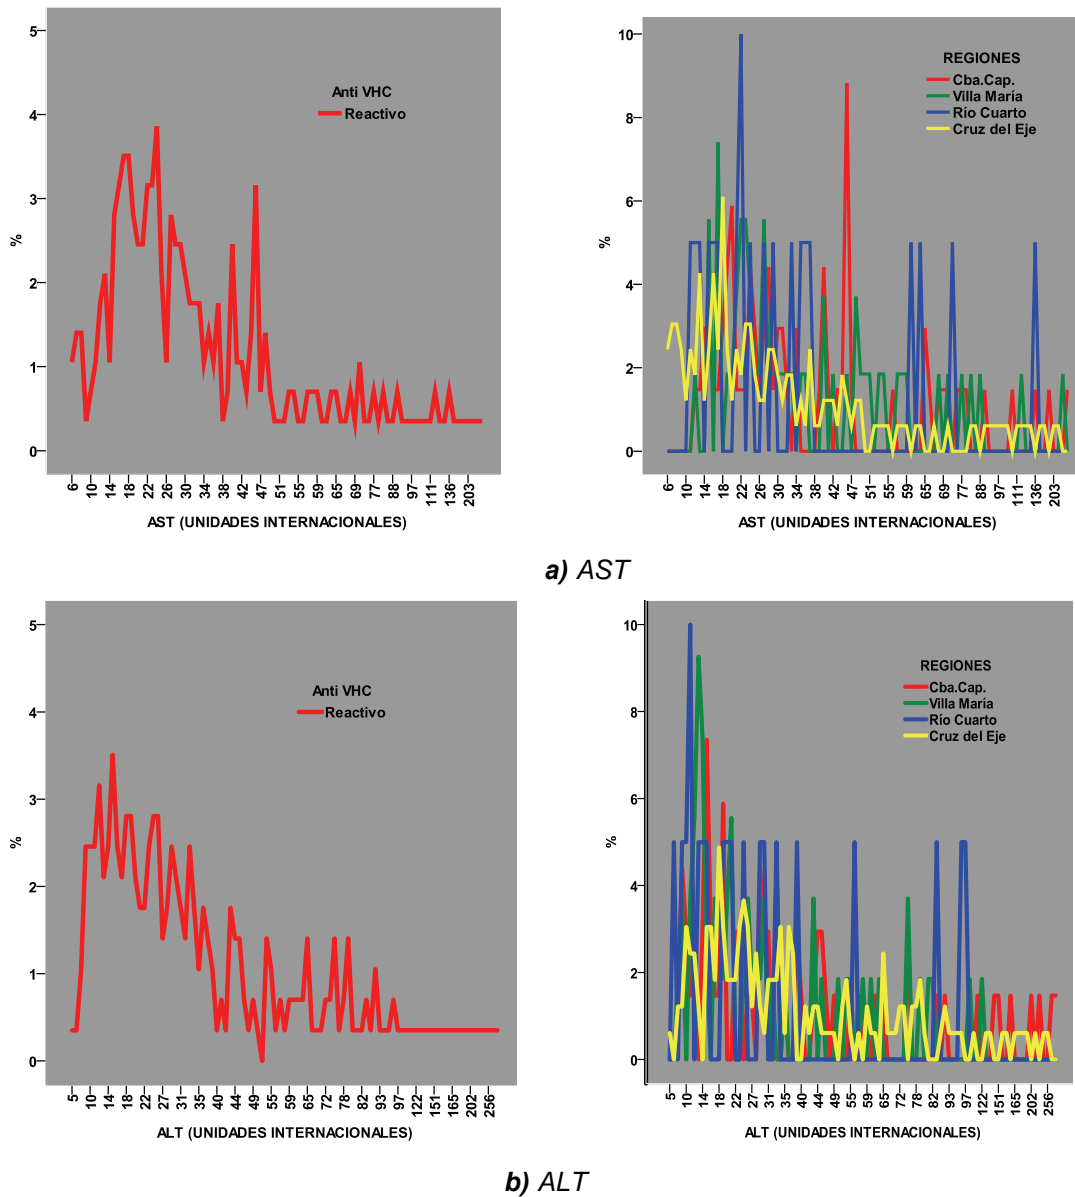 5
4
3
2
1
0
%
Anti VHC
Reactivo
6 10 14 18 22 26 30 34 38 42 47 51 55 59 65 69 77 88 97 111 136 203
AST (UNIDADES INTERNACIONALES)
10
8
6
4
2
0
%
REGIONES
Cba.Cap.
Villa María
Río Cuarto
Cruz del Eje
6 10 14 18 22 26 30 34 38 42 47 51 55 59 65 69 77 88 97 111 136 203
AST (UNIDADES INTERNACIONALES)
a) AST
5
4
3
2
1
0
%
Anti VHC
Reactivo
5 10 14 18 22 27 31 35 40 44 49 55 59 65 72 78 82 93 97 122 151 165 202 256
ALT (UNIDADES INTERNACIONALES)
10
8
6
4
2
0
%
REGIONES
Cba.Cap.
Villa María
Río Cuarto
Cruz del Eje
5 10 14 18 22 27 31 35 40 44 49 55 59 65 72 78 82 93 97 122 151 165 202 256
ALT (UNIDADES INTERNACIONALES)
b) ALT